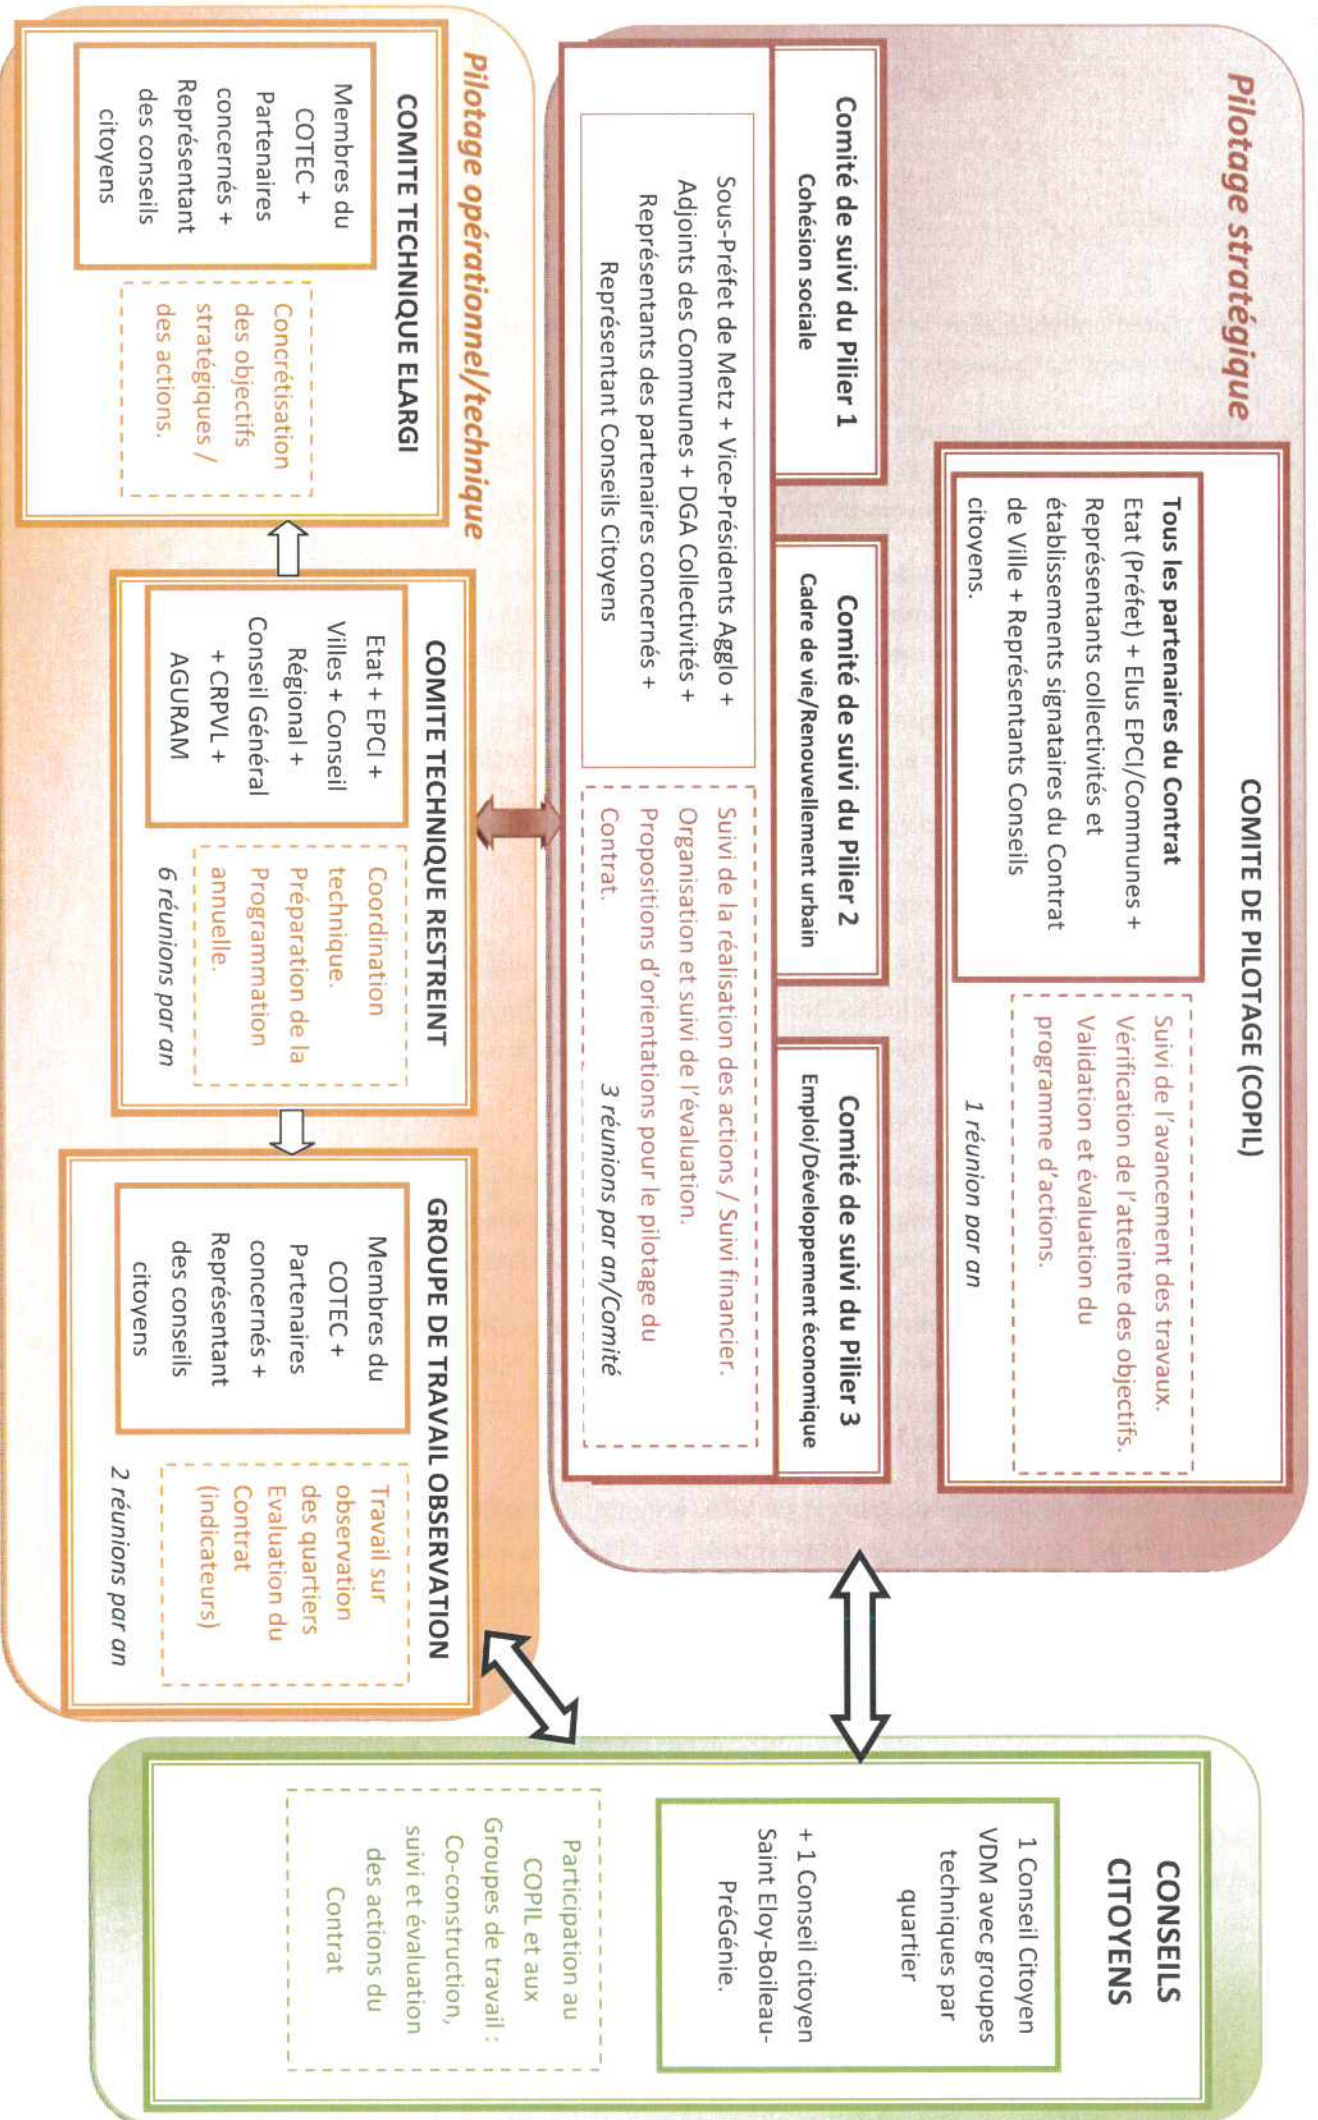 Pilotage stratégique
COMITE DE PILOTAGE (COPIL)
Tous les partenaires du Contrat
Etat (Préfet) + Elus EPCI/Communes +
Représentants collectivités et
établissements signataires du Contrat
de Ville + Représentants Conseils
citoyens.
Suivi de l'avancement des travaux.
Vérification de l'atteinte des objectifs.
Validation et évaluation du
programme d'actions.
1 réunion par an
Comité de suivi du Pilier 1
Cohésion sociale
Comité de suivi du Pilier 2
Cadre de vie/Renouvellement urbain
Comité de suivi du Pilier 3
Emploi/Développement économique
Sous-Préfet de Metz + Vice-Présidents Agglo +
Adjoints des Communes + DGA Collectivités +
Représentants des partenaires concernés +
Représentant Conseils Citoyens
Suivi de la réalisation des actions / Suivi financier.
Organisation et suivi de l'évaluation.
Propositions d'orientations pour le pilotage du
Contrat.
3 réunions par an/Comité
Pilotage opérationnel/technique
COMITE TECHNIQUE ELARGI
Membres du
COTEC +
Partenaires
concernés +
Représentant
des conseils
citoyens
Concrétisation
des objectifs
stratégiques /
des actions.
COMITE TECHNIQUE RESTREINT
Etat + EPCI +
Villes + Conseil
Régional +
Conseil Général
+ CRPVL +
AGURAM
Coordination
technique.
Préparation de la
Programmation
annuelle.
6 réunions par an
GROUPE DE TRAVAIL OBSERVATION
Membres du
COTEC +
Partenaires
concernés +
Représentant
des conseils
citoyens
Travail sur
observation
des quartiers
Evaluation du
Contrat
(indicateurs)
2 réunions par an
CONSEILS
CITOYENS
1 Conseil Citoyen
VDM avec groupes
techniques par
quartier
+ 1 Conseil citoyen
Saint Eloy-Boileau-
PréGénie.
Participation au
COPIL et aux
Groupes de travail :
Co-construction,
suivi et évaluation
des actions du
Contrat